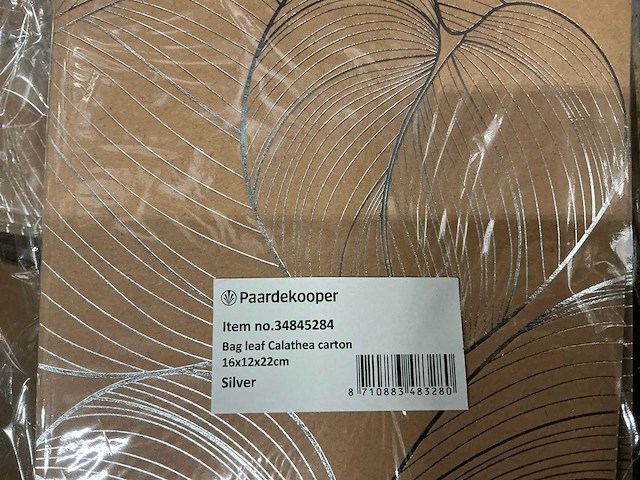 Paardekooper
Item no.34845284
Bag leaf Calathea carton
16x12x22cm
Silver
8 710883 483280